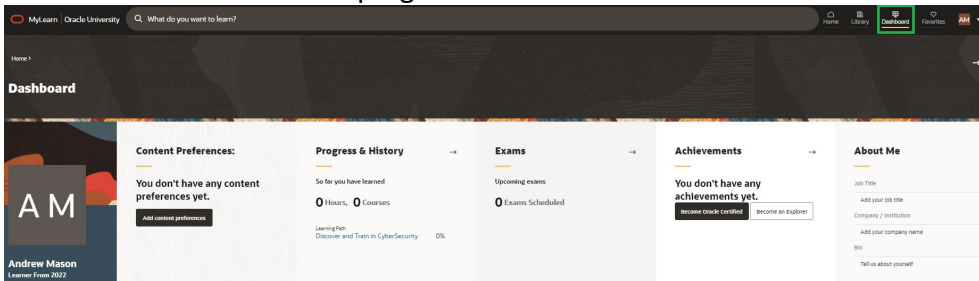 MyLearn | Oracle University
What do you want to learn?
Home
Library
Dashboard
Favorites
AM
Home >
Dashboard
AM
Andrew Mason
Learner From 2022
Content Preferences:
You don't have any content
preferences yet.
Add content preferences
Progress & History →
So far you have learned
0 Hours, 0 Courses
Learning Path
Discover and Train in CyberSecurity 0%
Exams →
Upcoming exams
0 Exams Scheduled
Achievements →
You don't have any
achievements yet.
Become Oracle Certified
Become an Explorer
About Me
Job Title
Add your job title
Company / Institution
Add your company name
Bio
Tell us about yourself